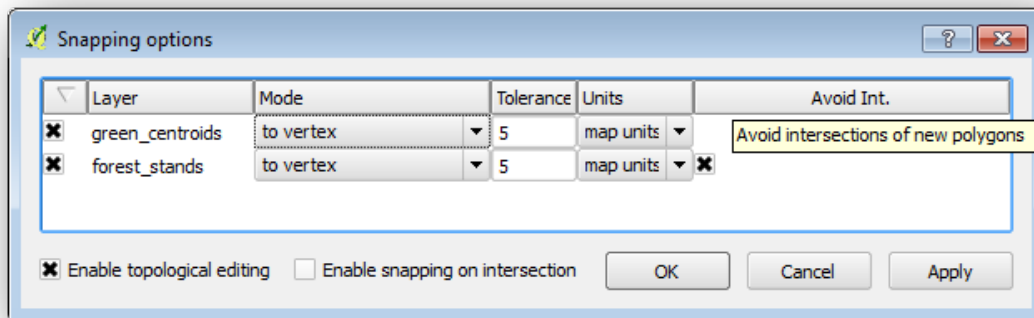 Snapping options
Layer Mode Tolerance Units Avoid Int.
green_centroids to vertex 5 map units Avoid intersections of new polygons
forest_stands to vertex 5 map units
Enable topological editing Enable snapping on intersection OK Cancel Apply